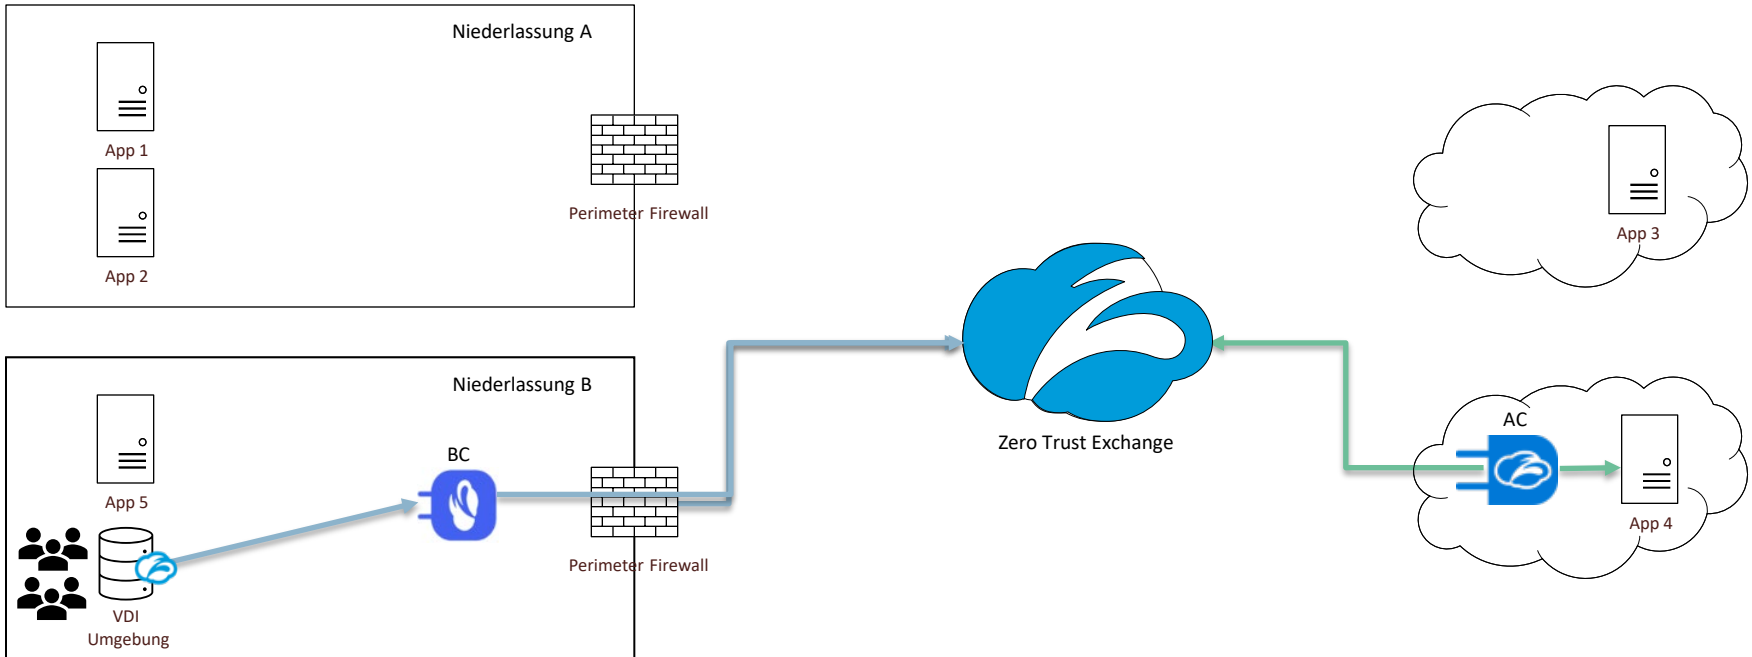 Niederlassung A
App 1
App 2
Perimeter Firewall
App 3
Zero Trust Exchange
Niederlassung B
App 5
BC
Perimeter Firewall
VDI
Umgebung
AC
App 4